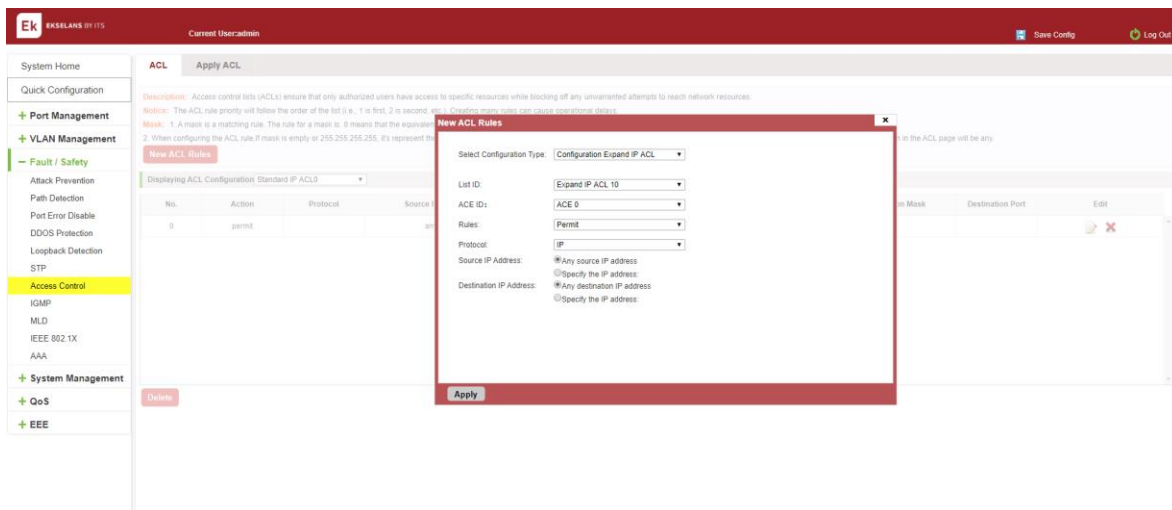 Ek EKSELANS BY ITS
Current User:admin
Save Config
Log Out
System Home
Quick Configuration
+ Port Management
+ VLAN Management
− Fault / Safety
Attack Prevention
Path Detection
Port Error Disable
DDOS Protection
Loopback Detection
STP
Access Control
IGMP
MLD
IEEE 802.1X
AAA
+ System Management
+ QoS
+ EEE
ACL Apply ACL
Description: Access control lists (ACLs) ensure that only authorized users have access to specific resources while blocking off any unwarranted attempts to reach network resources.
Notice: The ACL rule priority will follow the order of the list (i.e., 1 is first, 2 is second, etc.). Creating many rules can cause operational delays.
Mask: 1. A mask is a matching rule. The rule for a mask is: 0 means that the equivalen
2. When configuring the ACL rule,If mask is empty or 255.255.255.255, it's represent the
n in the ACL page will be any.
New ACL Rules
Displaying ACL Configuration Standard IP ACL0
No. Action Protocol Source I on Mask Destination Port Edit
0 permit an
Delete
New ACL Rules x
Select Configuration Type: Configuration Expand IP ACL
List ID: Expand IP ACL 10
ACE ID: ACE 0
Rules: Permit
Protocol: IP
Source IP Address: Any source IP address
Specify the IP address:
Destination IP Address: Any destination IP address
Specify the IP address:
Apply